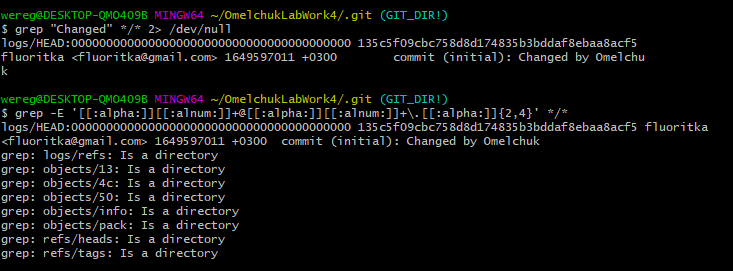 wereg@DESKTOP-QMO4O9B MINGW64 ~/OmelchukLabWork4/.git (GIT_DIR!)
$ grep "Changed" */* 2> /dev/null
logs/HEAD:0000000000000000000000000000000000000000 135c5f09cbc758d8d174835b3bddaf8ebaa8acf5
fluoritka <fluoritka@gmail.com> 1649597011 +0300        commit (initial): Changed by Omelchu
k
wereg@DESKTOP-QMO4O9B MINGW64 ~/OmelchukLabWork4/.git (GIT_DIR!)
$ grep -E '[[:alpha:]][[:alnum:]]+@[[:alpha:]][[:alnum:]]+\.[[:alpha:]]{2,4}' */*
logs/HEAD:0000000000000000000000000000000000000000 135c5f09cbc758d8d174835b3bddaf8ebaa8acf5 fluoritka
<fluoritka@gmail.com> 1649597011 +0300  commit (initial): Changed by Omelchuk
grep: logs/refs: Is a directory
grep: objects/13: Is a directory
grep: objects/4c: Is a directory
grep: objects/50: Is a directory
grep: objects/info: Is a directory
grep: objects/pack: Is a directory
grep: refs/heads: Is a directory
grep: refs/tags: Is a directory